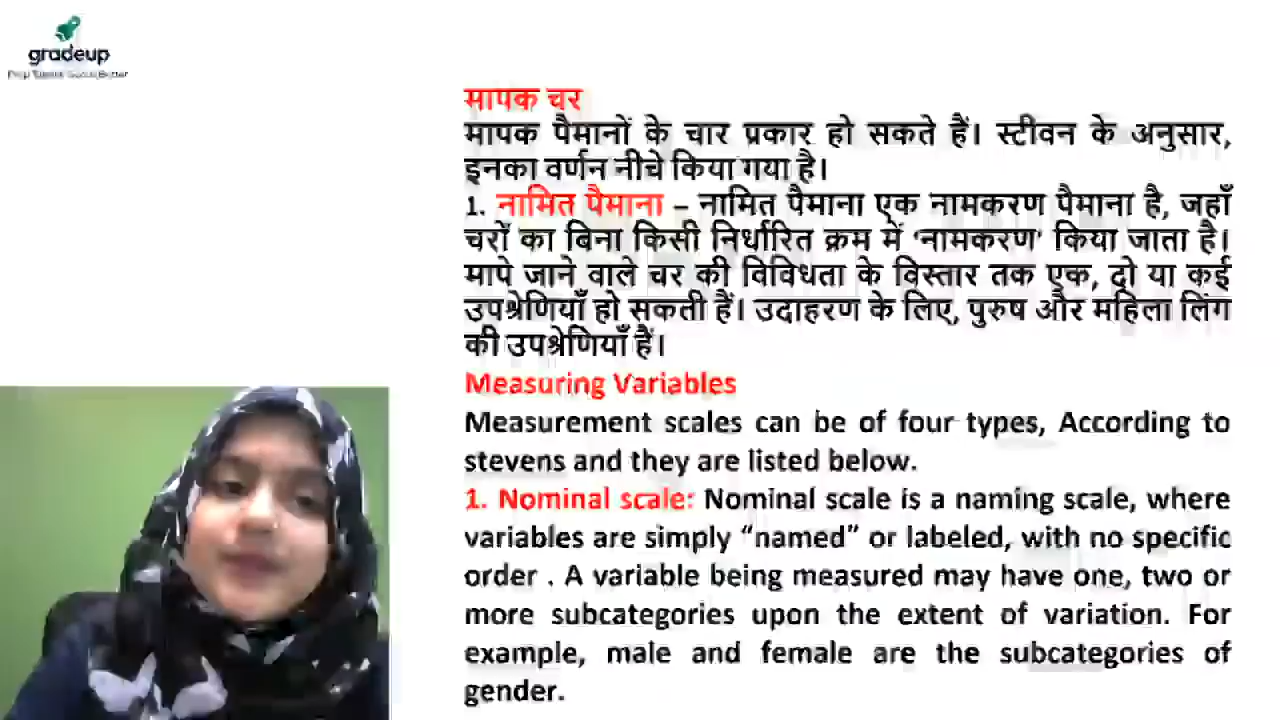 gradeup
मापक चर
मापक पैमानों के चार प्रकार हो सकते हैं। स्टीवन के अनुसार,
इनका वर्णन नीचे किया गया है।
1. नामित पैमाना – नामित पैमाना एक नामकरण पैमाना है, जहाँ
चरों का बिना किसी निर्धारित क्रम में ‘नामकरण’ किया जाता है।
मापे जाने वाले चर की विविधता के विस्तार तक एक, दो या कई
उपश्रेणियाँ हो सकती हैं। उदाहरण के लिए, पुरुष और महिला लिंग
की उपश्रेणियाँ हैं।
Measuring Variables
Measurement scales can be of four types, According to
stevens and they are listed below.
1. Nominal scale: Nominal scale is a naming scale, where
variables are simply “named” or labeled, with no specific
order . A variable being measured may have one, two or
more subcategories upon the extent of variation. For
example, male and female are the subcategories of
gender.